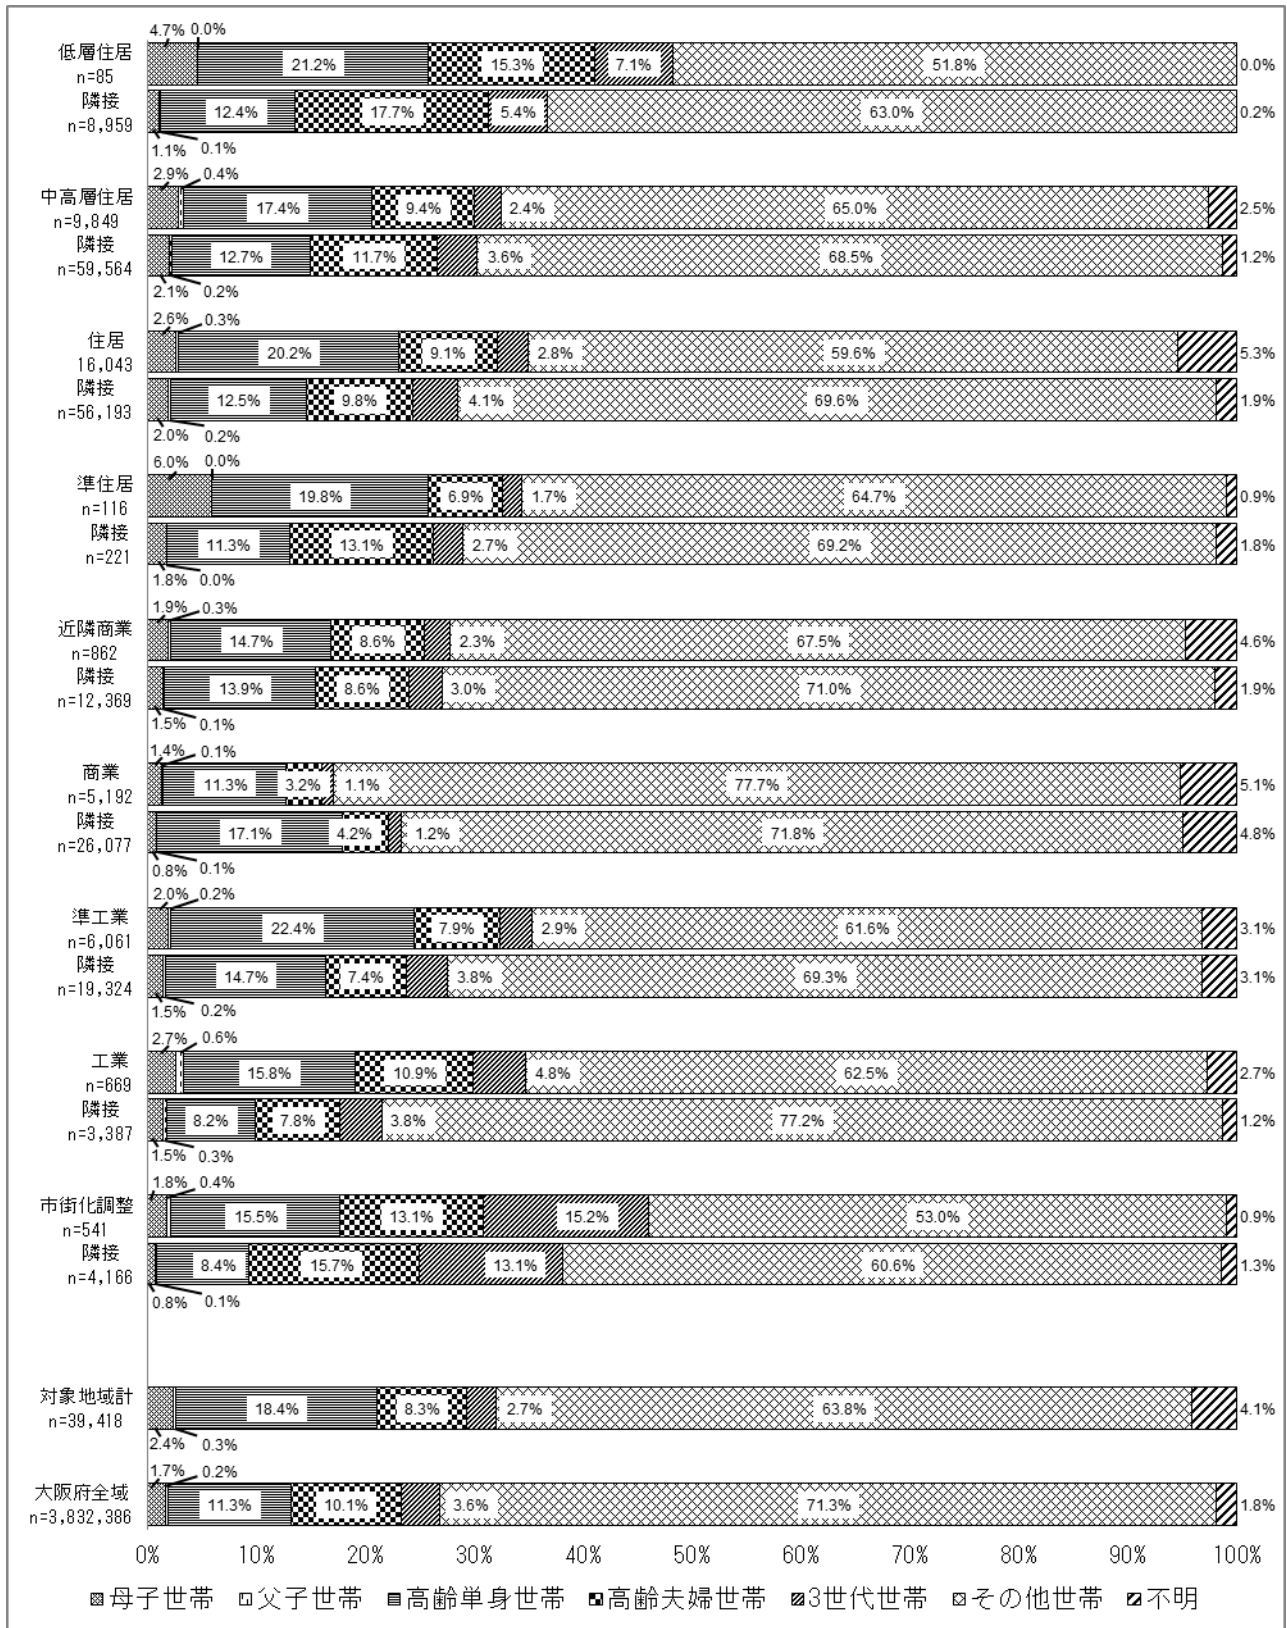 4.7% 0.0%
低層住居
n=85
21.2% 15.3% 7.1% 51.8% 0.0%
隣接
n=8,959
12.4% 17.7% 5.4% 63.0% 0.2%
1.1% 0.1%
2.9% 0.4%
中高層住居
n=9,849
17.4% 9.4% 2.4% 65.0% 2.5%
隣接
n=59,564
12.7% 11.7% 3.6% 68.5% 1.2%
2.1% 0.2%
2.6% 0.3%
住居
16,043
20.2% 9.1% 2.8% 59.6% 5.3%
隣接
n=56,193
12.5% 9.8% 4.1% 69.6% 1.9%
2.0% 0.2%
6.0% 0.0%
準住居
n=116
19.8% 6.9% 1.7% 64.7% 0.9%
隣接
n=221
11.3% 13.1% 2.7% 69.2% 1.8%
1.8% 0.0%
1.9% 0.3%
近隣商業
n=862
14.7% 8.6% 2.3% 67.5% 4.6%
隣接
n=12,369
13.9% 8.6% 3.0% 71.0% 1.9%
1.5% 0.1%
1.4% 0.1%
商業
n=5,192
11.3% 3.2% 1.1% 77.7% 5.1%
隣接
n=26,077
17.1% 4.2% 1.2% 71.8% 4.8%
0.8% 0.1%
2.0% 0.2%
準工業
n=6,061
22.4% 7.9% 2.9% 61.6% 3.1%
隣接
n=19,324
14.7% 7.4% 3.8% 69.3% 3.1%
1.5% 0.2%
2.7% 0.6%
工業
n=669
15.8% 10.9% 4.8% 62.5% 2.7%
隣接
n=3,387
8.2% 7.8% 3.8% 77.2% 1.2%
1.5% 0.3%
1.8% 0.4%
市街化調整
n=541
15.5% 13.1% 15.2% 53.0% 0.9%
隣接
n=4,166
8.4% 15.7% 13.1% 60.6% 1.3%
0.8% 0.1%
対象地域計
n=39,418
18.4% 8.3% 2.7% 63.8% 4.1%
2.4% 0.3%
1.7% 0.2%
大阪府全域
n=3,832,386
11.3% 10.1% 3.6% 71.3% 1.8%
0% 10% 20% 30% 40% 50% 60% 70% 80% 90% 100%
母子世帯 父子世帯 高齢単身世帯 高齢夫婦世帯 3世代世帯 その他世帯 不明